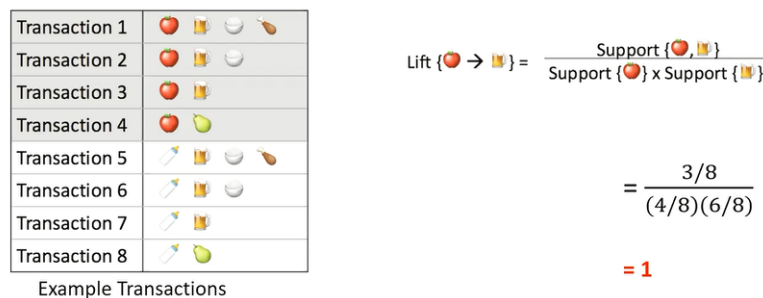 Transaction 1
Transaction 2
Transaction 3
Transaction 4
Transaction 5
Transaction 6
Transaction 7
Transaction 8
Example Transactions
Lift {🍎 → 🍺} =
Support {🍎, 🍺}
Support {🍎} x Support {🍺}
= 3/8
(4/8)(6/8)
= 1